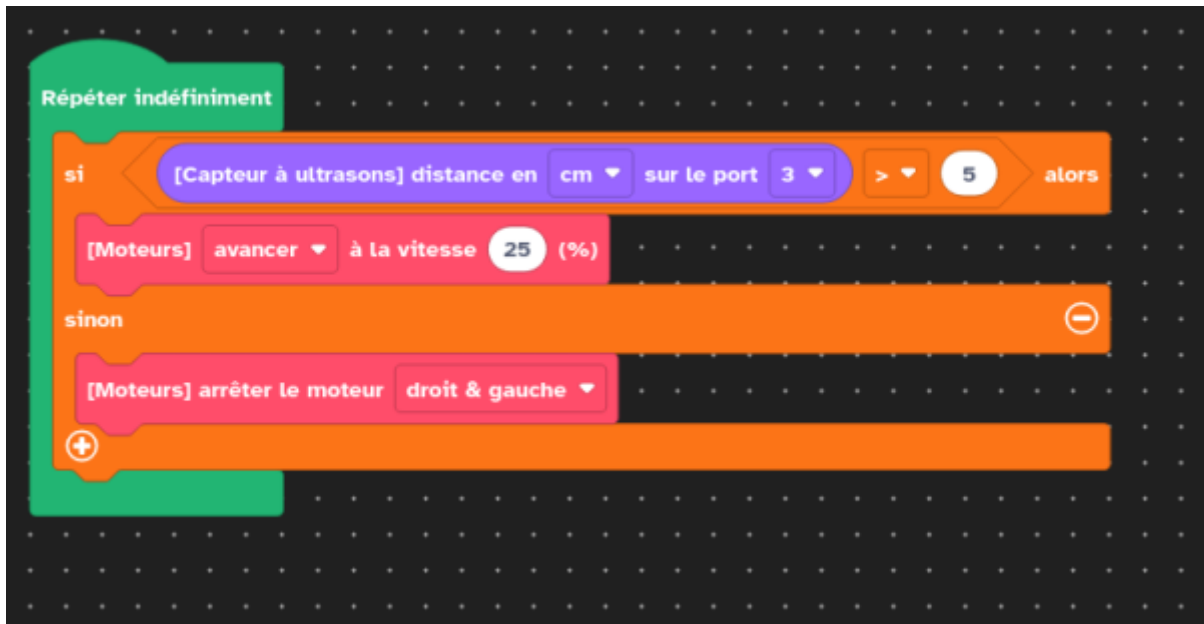 Répéter indéfiniment
si [Capteur à ultrasons] distance en cm sur le port 3 > 5 alors
[Moteurs] avancer à la vitesse 25 (%)
sinon
[Moteurs] arrêter le moteur droit & gauche